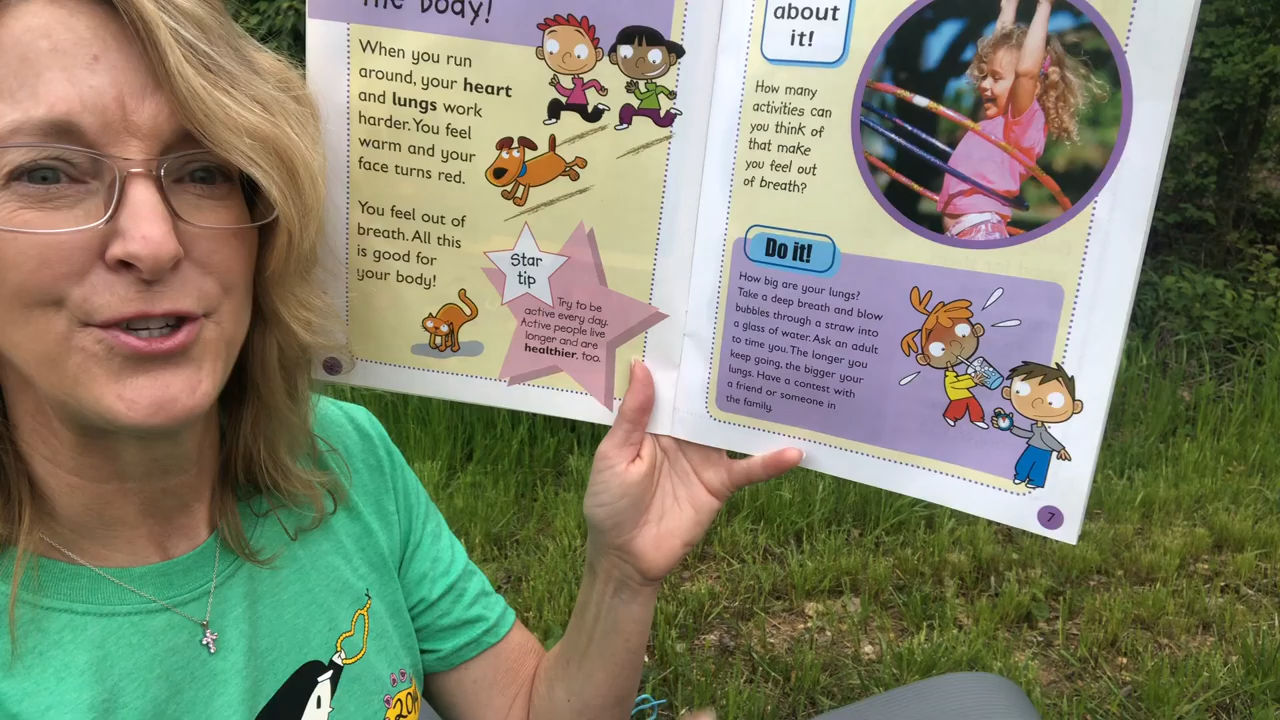 the body!
When you run
around, your heart
and lungs work
harder. You feel
warm and your
face turns red.
You feel out of
breath. All this
is good for
your body!
Star
tip
Try to be
active every day.
Active people live
longer and are
healthier, too.
about
it!
How many
activities can
you think of
that make
you feel out
of breath?
Do it!
How big are your lungs?
Take a deep breath and blow
bubbles through a straw into
a glass of water. Ask an adult
to time you. The longer you
keep going, the bigger your
lungs. Have a contest with
a friend or someone in
the family.
7